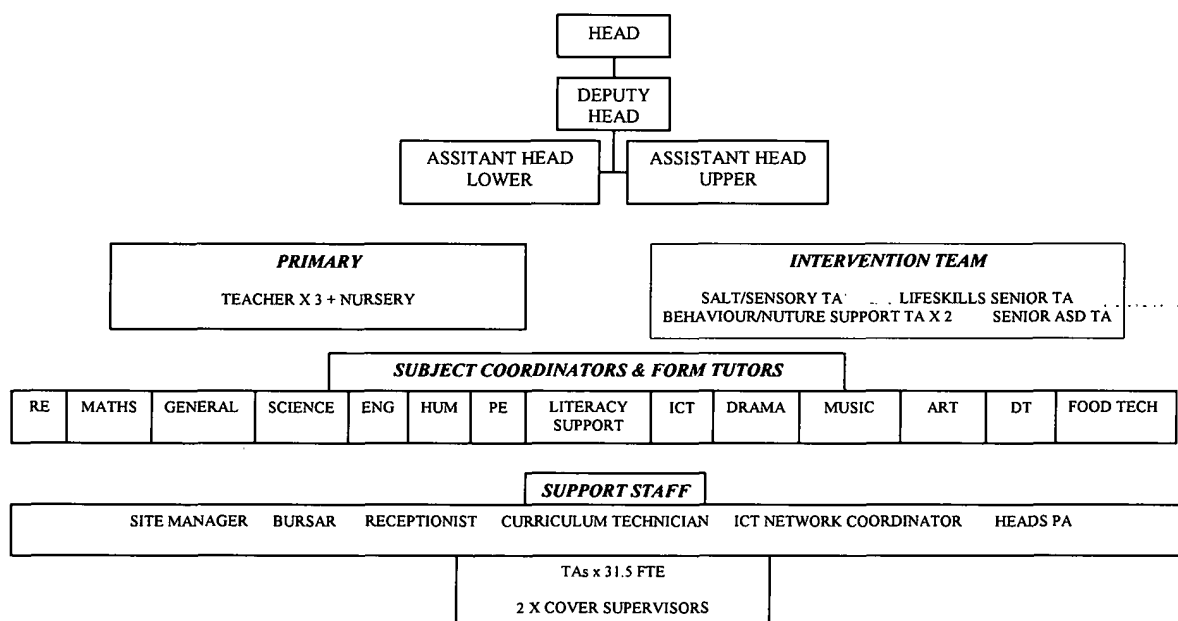 HEAD
DEPUTY
HEAD
ASSITANT HEAD
LOWER
ASSISTANT HEAD
UPPER
PRIMARY
TEACHER X 3 + NURSERY
INTERVENTION TEAM
SALT/SENSORY TA LIFESKILLS SENIOR TA
BEHAVIOUR/NUTURE SUPPORT TA X 2 SENIOR ASD TA
SUBJECT COORDINATORS & FORM TUTORS
RE MATHS GENERAL SCIENCE ENG HUM PE LITERACY SUPPORT ICT DRAMA MUSIC ART DT FOOD TECH
SUPPORT STAFF
SITE MANAGER BURSAR RECEPTIONIST CURRICULUM TECHNICIAN ICT NETWORK COORDINATOR HEADS PA
TAs x 31.5 FTE
2 X COVER SUPERVISORS